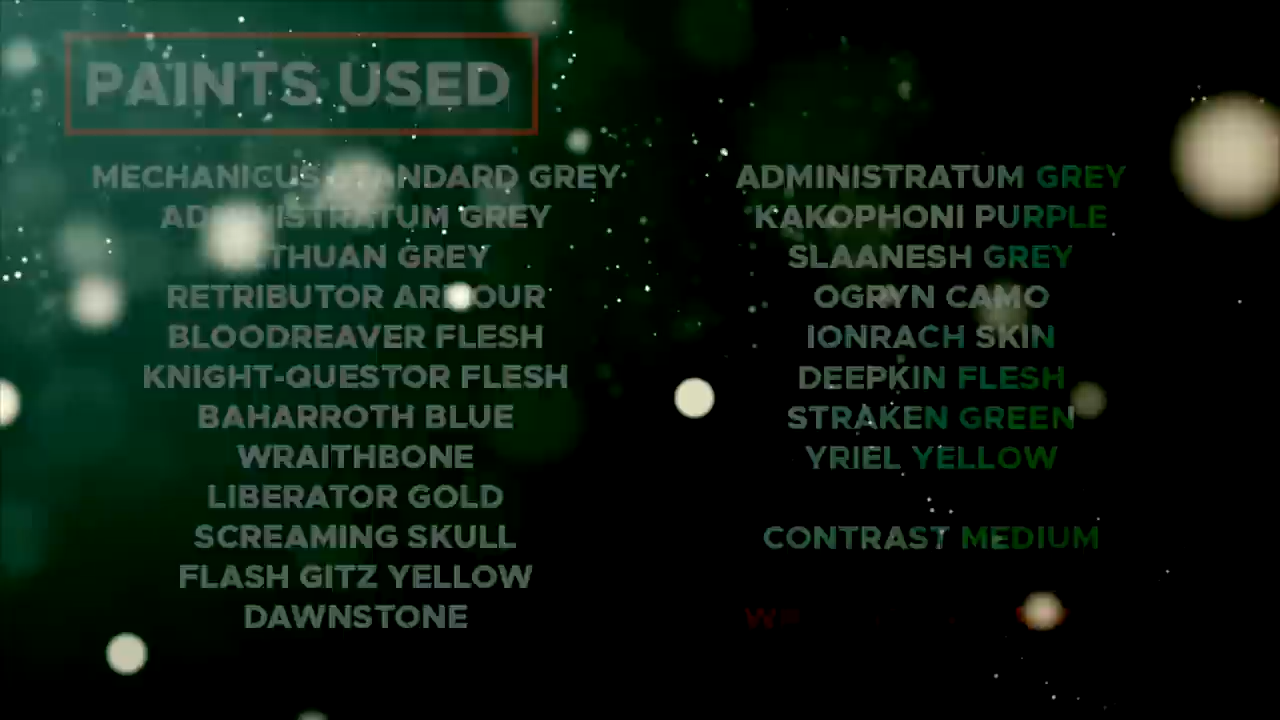 PAINTS USED
MECHANICUS STANDARD GREY
ADMINISTRATUM GREY
THUAN GREY
RETRIBUTOR ARMOUR
BLOODREAVER FLESH
KNIGHT-QUESTOR FLESH
BAHARROTH BLUE
WRAITHBONE
LIBERATOR GOLD
SCREAMING SKULL
FLASH GITZ YELLOW
DAWNSTONE
ADMINISTRATUM GREY
KAKOPHONI PURPLE
SLAANESH GREY
OGRYN CAMO
IONRACH SKIN
DEEPKIN FLESH
STRAKEN GREEN
YRIEL YELLOW
CONTRAST MEDIUM